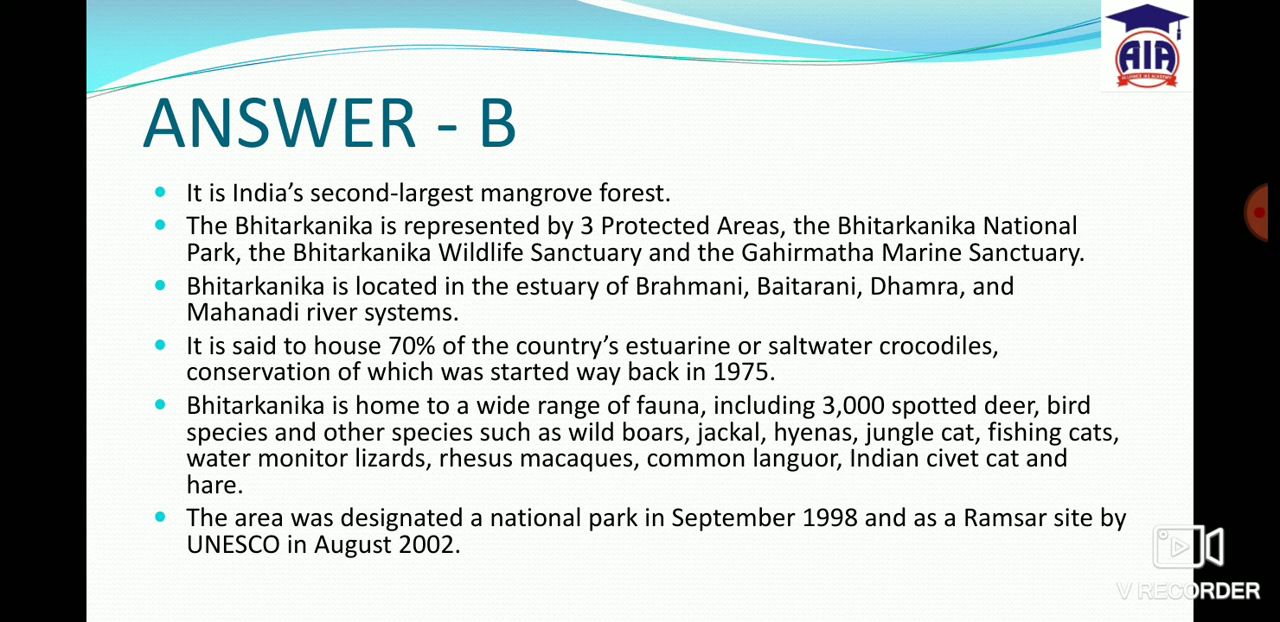 AIA
ANSWER - B
It is India's second-largest mangrove forest.
The Bhitarkanika is represented by 3 Protected Areas, the Bhitarkanika National
Park, the Bhitarkanika Wildlife Sanctuary and the Gahirmatha Marine Sanctuary.
Bhitarkanika is located in the estuary of Brahmani, Baitarani, Dhamra, and
Mahanadi river systems.
It is said to house 70% of the country's estuarine or saltwater crocodiles,
conservation of which was started way back in 1975.
Bhitarkanika is home to a wide range of fauna, including 3,000 spotted deer, bird
species and other species such as wild boars, jackal, hyenas, jungle cat, fishing cats,
water monitor lizards, rhesus macaques, common languor, Indian civet cat and
hare.
The area was designated a national park in September 1998 and as a Ramsar site by
UNESCO in August 2002.
V RECORDER